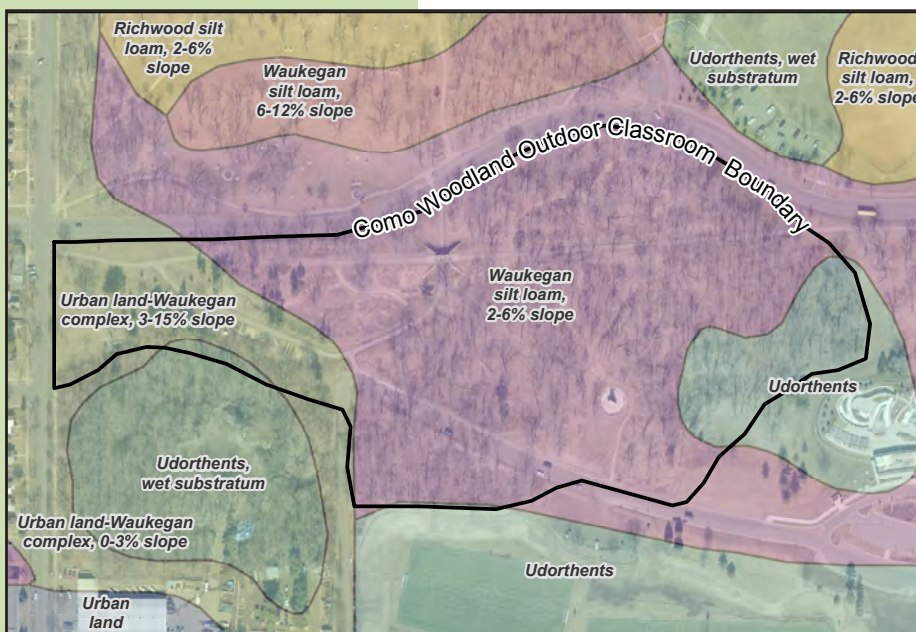 Richwood silt
loam, 2-6%
slope
Waukegan
silt loam,
6-12% slope
Udorthents, wet
substratum
Richwood
silt loam,
2-6% slope
Como Woodland Outdoor Classroom Boundary
Urban land-Waukegan
complex, 3-15% slope
Waukegan
silt loam,
2-6% slope
Udorthents
Udorthents,
wet substratum
Urban land-Waukegan
complex, 0-3% slope
Udorthents
Urban
land